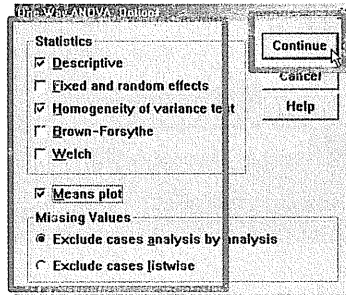 One-Way ANOVA: Options
Statistics
Descriptive
Fixed and random effects
Homogeneity of variance test
Brown-Forsythe
Welch
Means plot
Missing Values
Exclude cases analysis by analysis
Exclude cases listwise
Continue
Cancel
Help